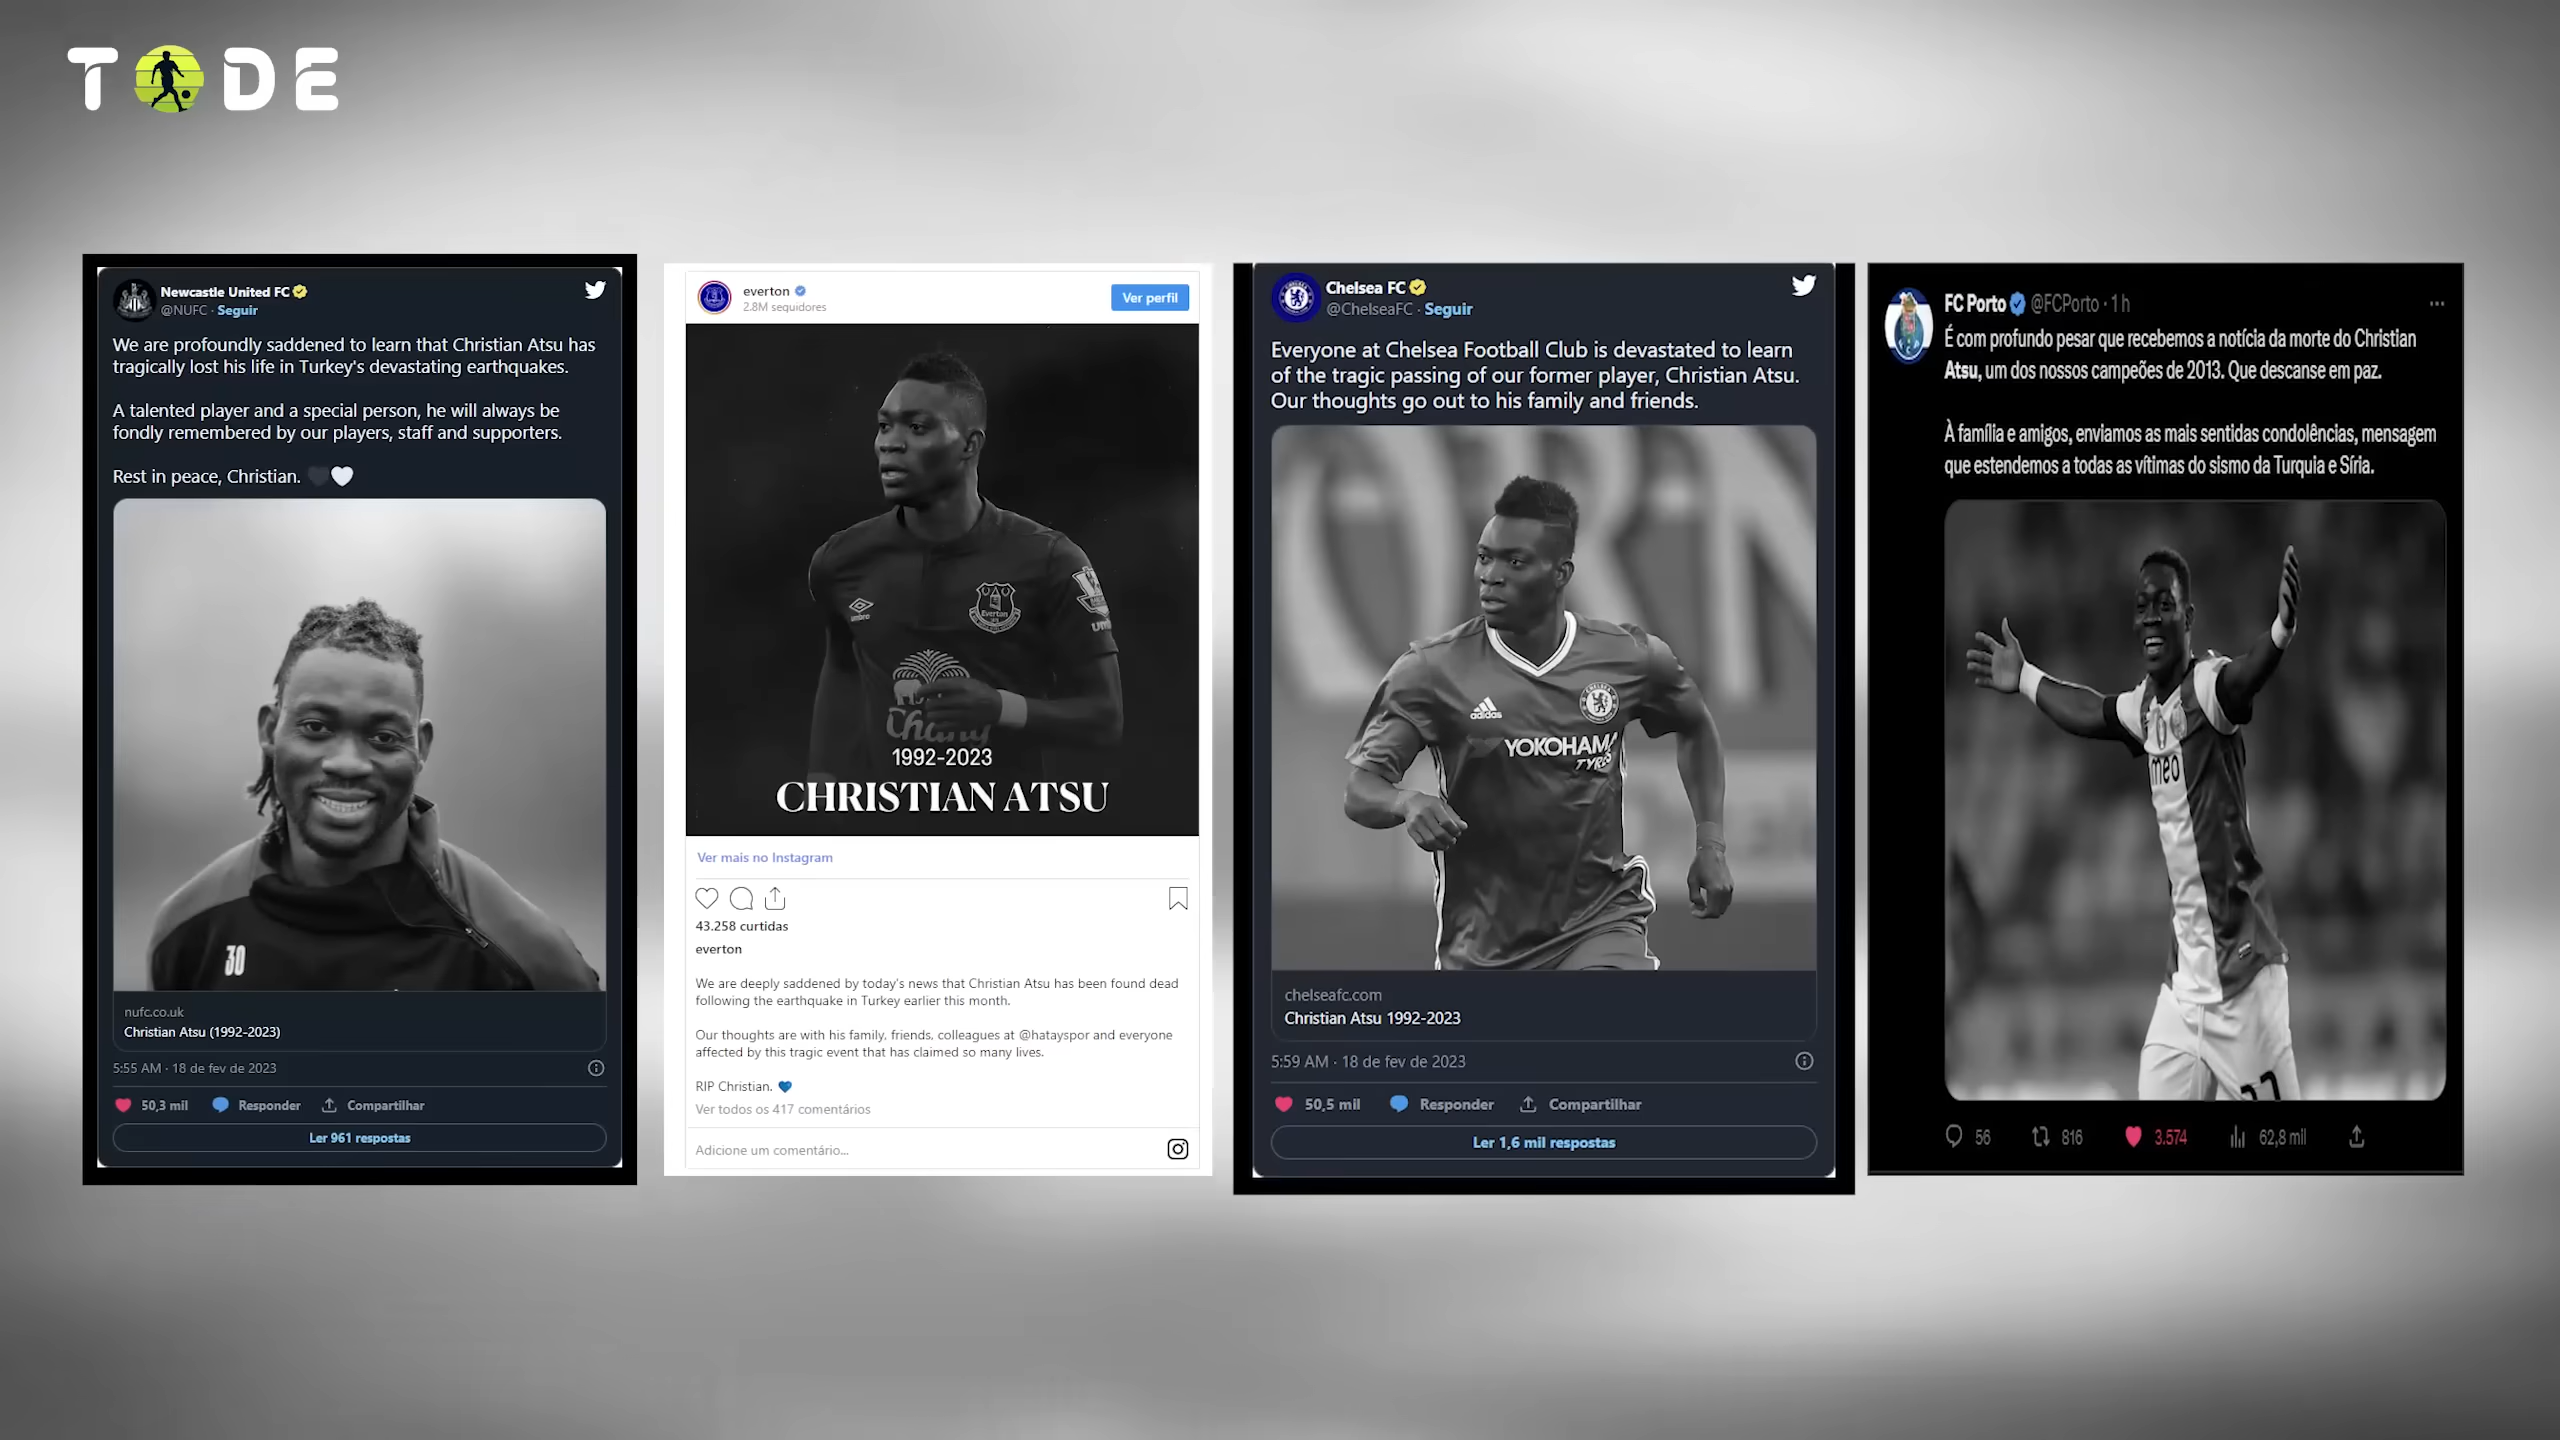 TODE
Newcastle United FC
@NUFC · Seguir
We are profoundly saddened to learn that Christian Atsu has
tragically lost his life in Turkey's devastating earthquakes.
A talented player and a special person, he will always be
fondly remembered by our players, staff and supporters.
Rest in peace, Christian. 🖤🤍
30
nufc.co.uk
Christian Atsu (1992-2023)
5:55 AM · 18 de fev de 2023
50,3 mil Responder Compartilhar
Ler 961 respostas
everton
2.8M seguidores
Ver perfil
umbro
Everton
Chang
1992-2023
CHRISTIAN ATSU
Ver mais no Instagram
43.258 curtidas
everton
We are deeply saddened by today's news that Christian Atsu has been found dead
following the earthquake in Turkey earlier this month.
Our thoughts are with his family, friends, colleagues at @hatayspor and everyone
affected by this tragic event that has claimed so many lives.
RIP Christian. 💙
Ver todos os 417 comentários
Adicione um comentário...
Chelsea FC
@ChelseaFC · Seguir
Everyone at Chelsea Football Club is devastated to learn
of the tragic passing of our former player, Christian Atsu.
Our thoughts go out to his family and friends.
adidas
YOKOHAMA
TYRES
chelseafc.com
Christian Atsu 1992-2023
5:59 AM · 18 de fev de 2023
50,5 mil Responder Compartilhar
Ler 1,6 mil respostas
FC Porto @FCPorto · 1 h
É com profundo pesar que recebemos a notícia da morte do Christian
Atsu, um dos nossos campeões de 2013. Que descanse em paz.
À família e amigos, enviamos as mais sentidas condolências, mensagem
que estendemos a todas as vítimas do sismo da Turquia e Síria.
meo
56 816 3.574 62,8 mil